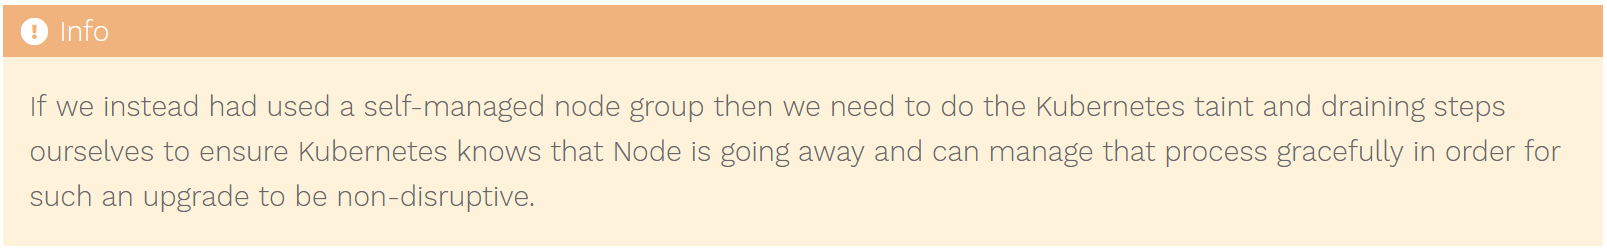 Info
If we instead had used a self-managed node group then we need to do the Kubernetes taint and draining steps
ourselves to ensure Kubernetes knows that Node is going away and can manage that process gracefully in order for
such an upgrade to be non-disruptive.